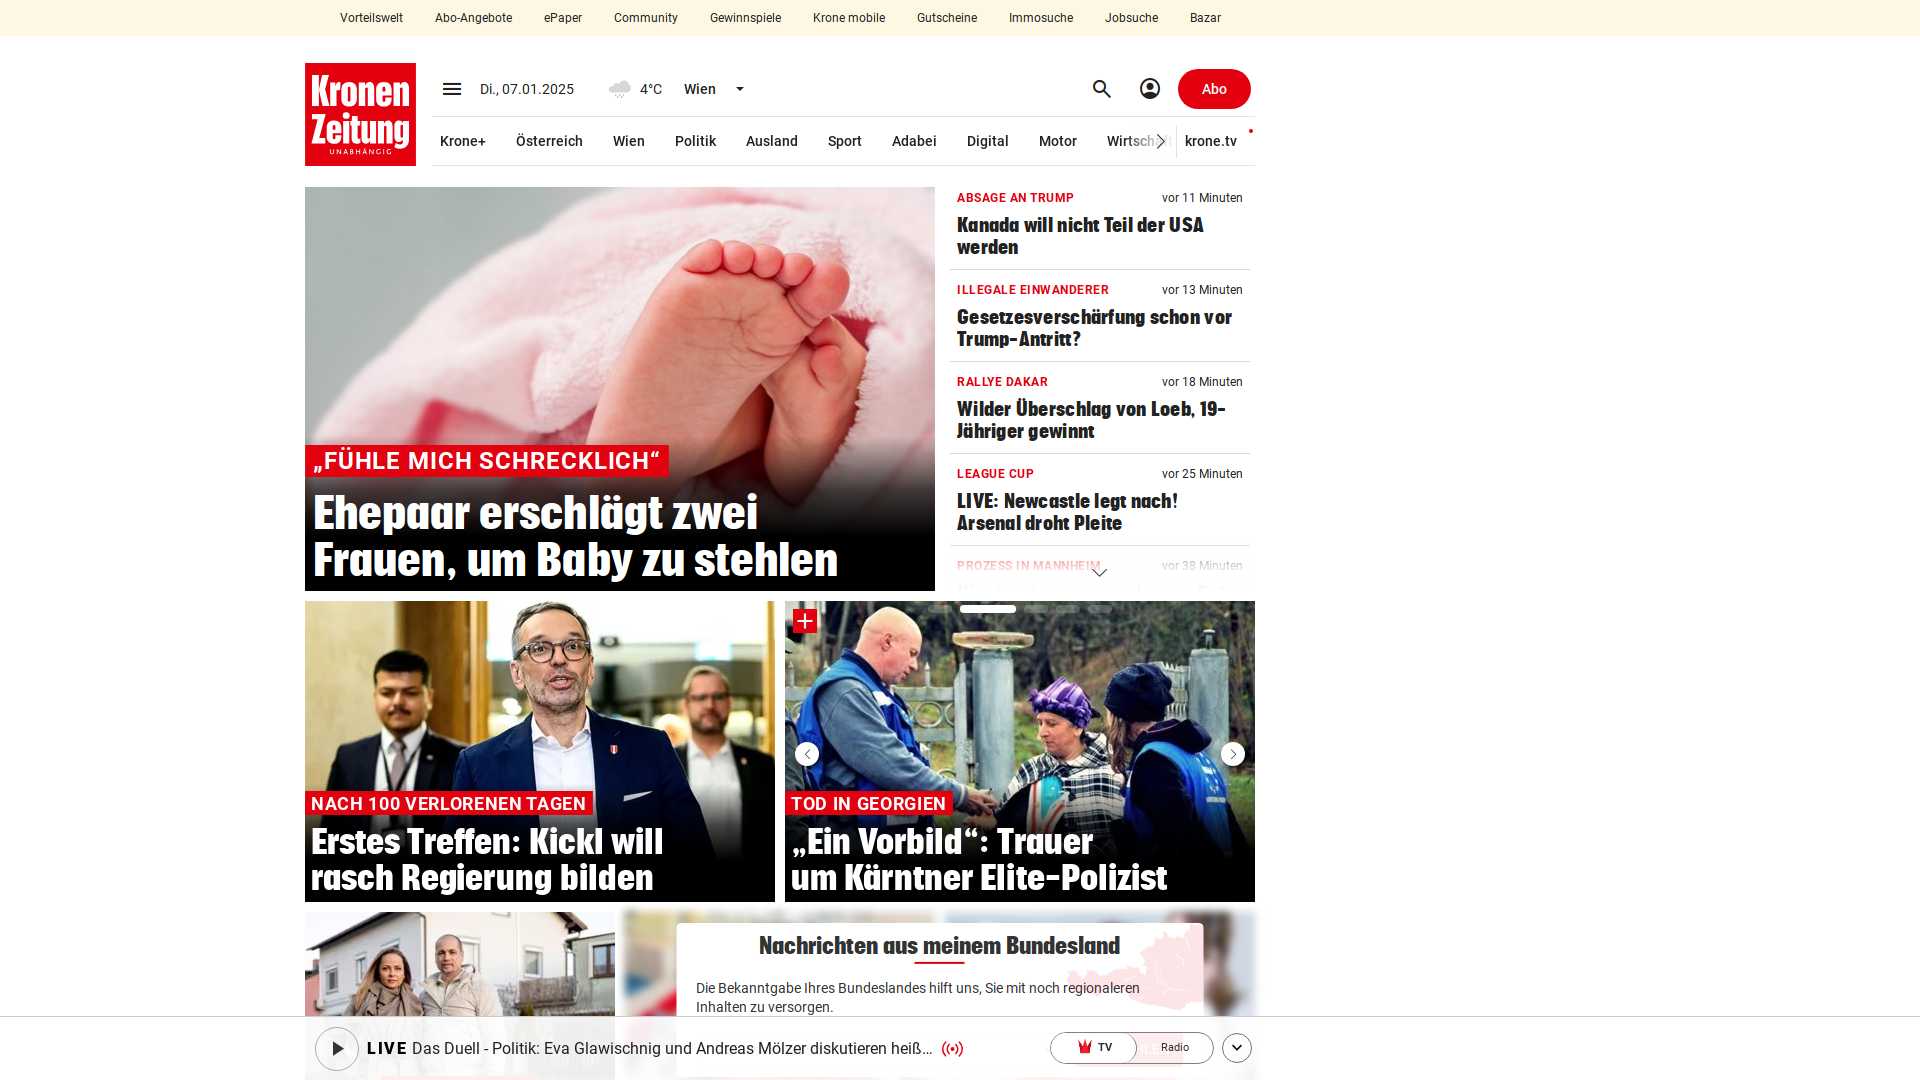 Vorteilswelt Abo-Angebote ePaper Community Gewinnspiele Krone mobile Gutscheine Immosuche Jobsuche Bazar
Kronen
Zeitung
UNABHÄNGIG
Di., 07.01.2025 4°C Wien
Abo
Krone+ Österreich Wien Politik Ausland Sport Adabei Digital Motor Wirtschaft krone.tv
„FÜHLE MICH SCHRECKLICH“
Ehepaar erschlägt zwei
Frauen, um Baby zu stehlen
ABSAGE AN TRUMP vor 11 Minuten
Kanada will nicht Teil der USA
werden
ILLEGALE EINWANDERER vor 13 Minuten
Gesetzesverschärfung schon vor
Trump-Antritt?
RALLYE DAKAR vor 18 Minuten
Wilder Überschlag von Loeb, 19-
Jähriger gewinnt
LEAGUE CUP vor 25 Minuten
LIVE: Newcastle legt nach!
Arsenal droht Pleite
PROZESS IN MANNHEIM vor 38 Minuten
NACH 100 VERLORENEN TAGEN
Erstes Treffen: Kickl will
rasch Regierung bilden
TOD IN GEORGIEN
„Ein Vorbild“: Trauer
um Kärntner Elite-Polizist
Nachrichten aus meinem Bundesland
Die Bekanntgabe Ihres Bundeslandes hilft uns, Sie mit noch regionaleren
Inhalten zu versorgen.
LIVE Das Duell - Politik: Eva Glawischnig und Andreas Mölzer diskutieren heiß...
TV Radio